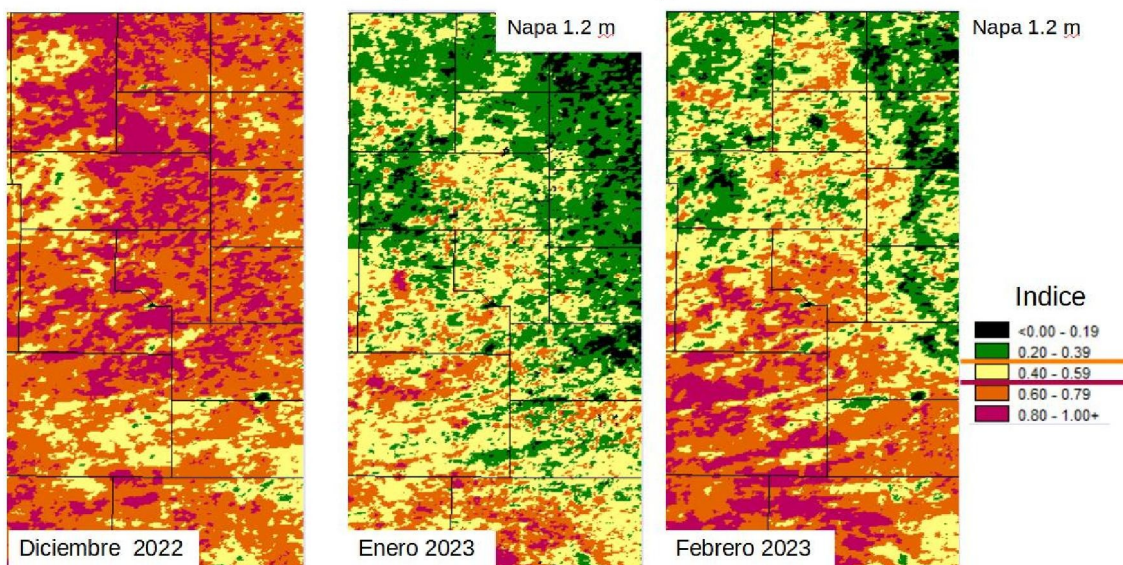 Napa 1.2 m
Napa 1.2 m
Indice
<0.00 - 0.19
0.20 - 0.39
0.40 - 0.59
0.60 - 0.79
0.80 - 1.00+
Diciembre 2022
Enero 2023
Febrero 2023